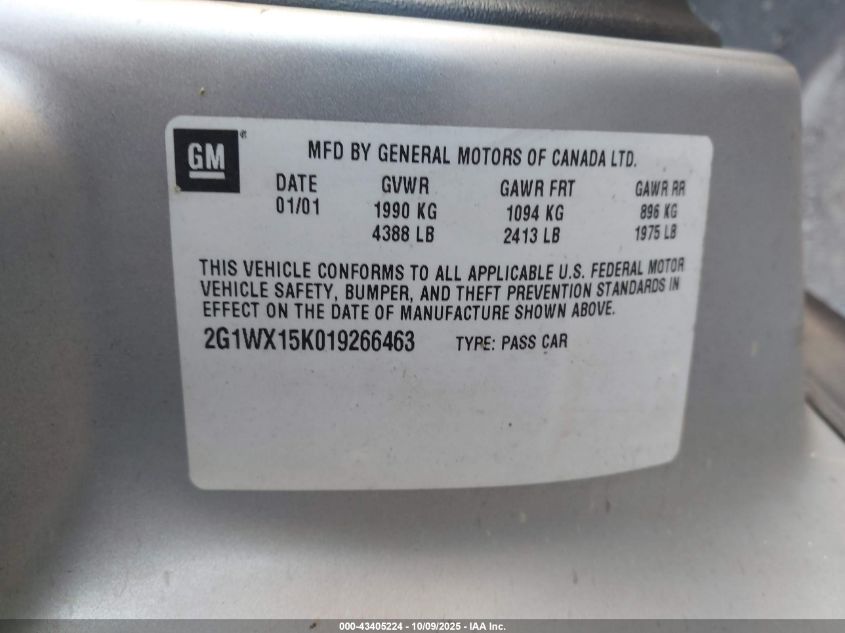 GM
MFD BY GENERAL MOTORS OF CANADA LTD.
DATE GVWR GAWR FRT GAWR RR
01/01 1990 KG 1094 KG 896 KG
4388 LB 2413 LB 1975 LB
THIS VEHICLE CONFORMS TO ALL APPLICABLE U.S. FEDERAL MOTOR
VEHICLE SAFETY, BUMPER, AND THEFT PREVENTION STANDARDS IN
EFFECT ON THE DATE OF MANUFACTURE SHOWN ABOVE.
2G1WX15K019266463 TYPE: PASS CAR
000-43405224 - 10/09/2025 - IAA Inc.